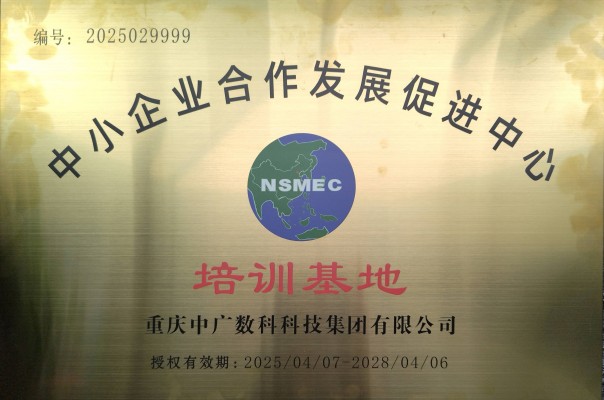 编号：2025029999
中小企业合作发展促进中心
NSMEC
培训基地
重庆中广数科科技集团有限公司
授权有效期：2025/04/07-2028/04/06